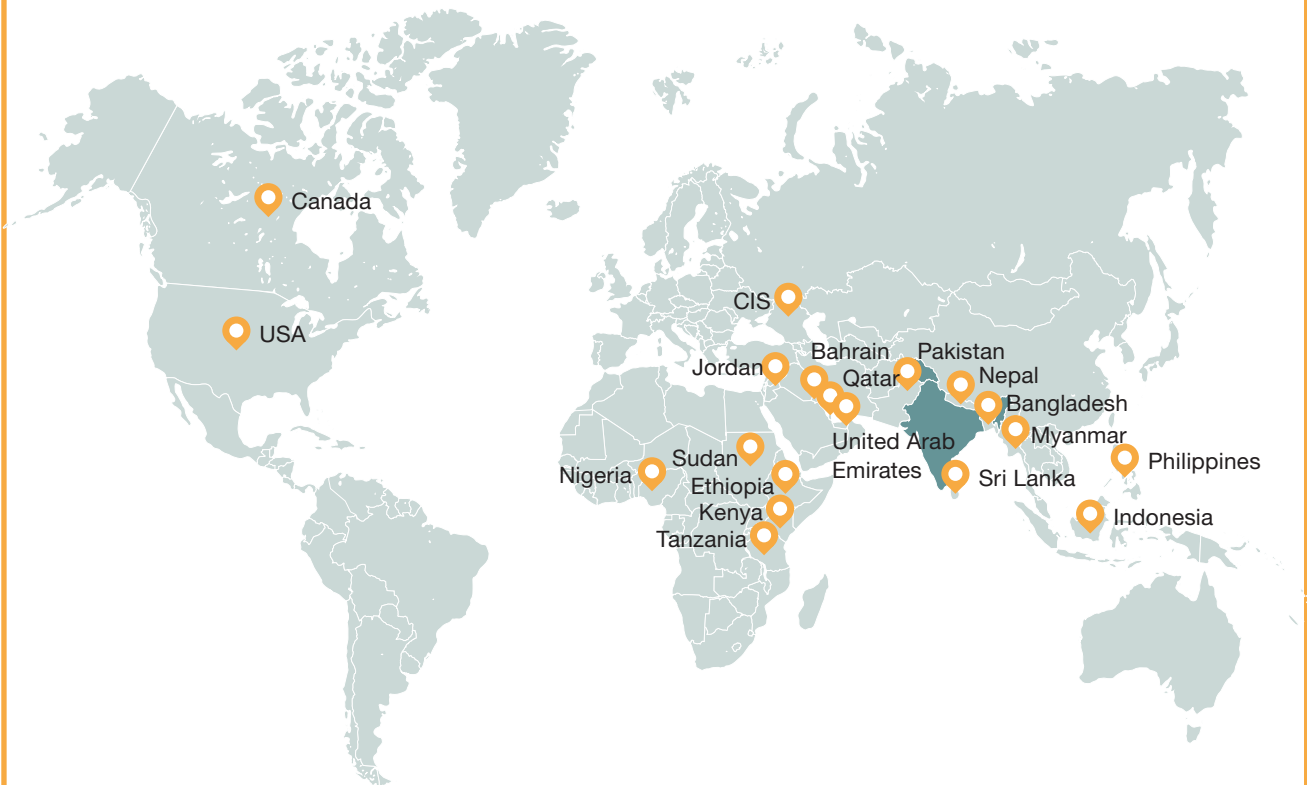 Canada
CIS
USA
Bahrain
Pakistan
Jordan
Qatar
Nepal
Bangladesh
Myanmar
United Arab
Emirates
Sudan
Nigeria
Ethiopia
Sri Lanka
Philippines
Kenya
Indonesia
Tanzania